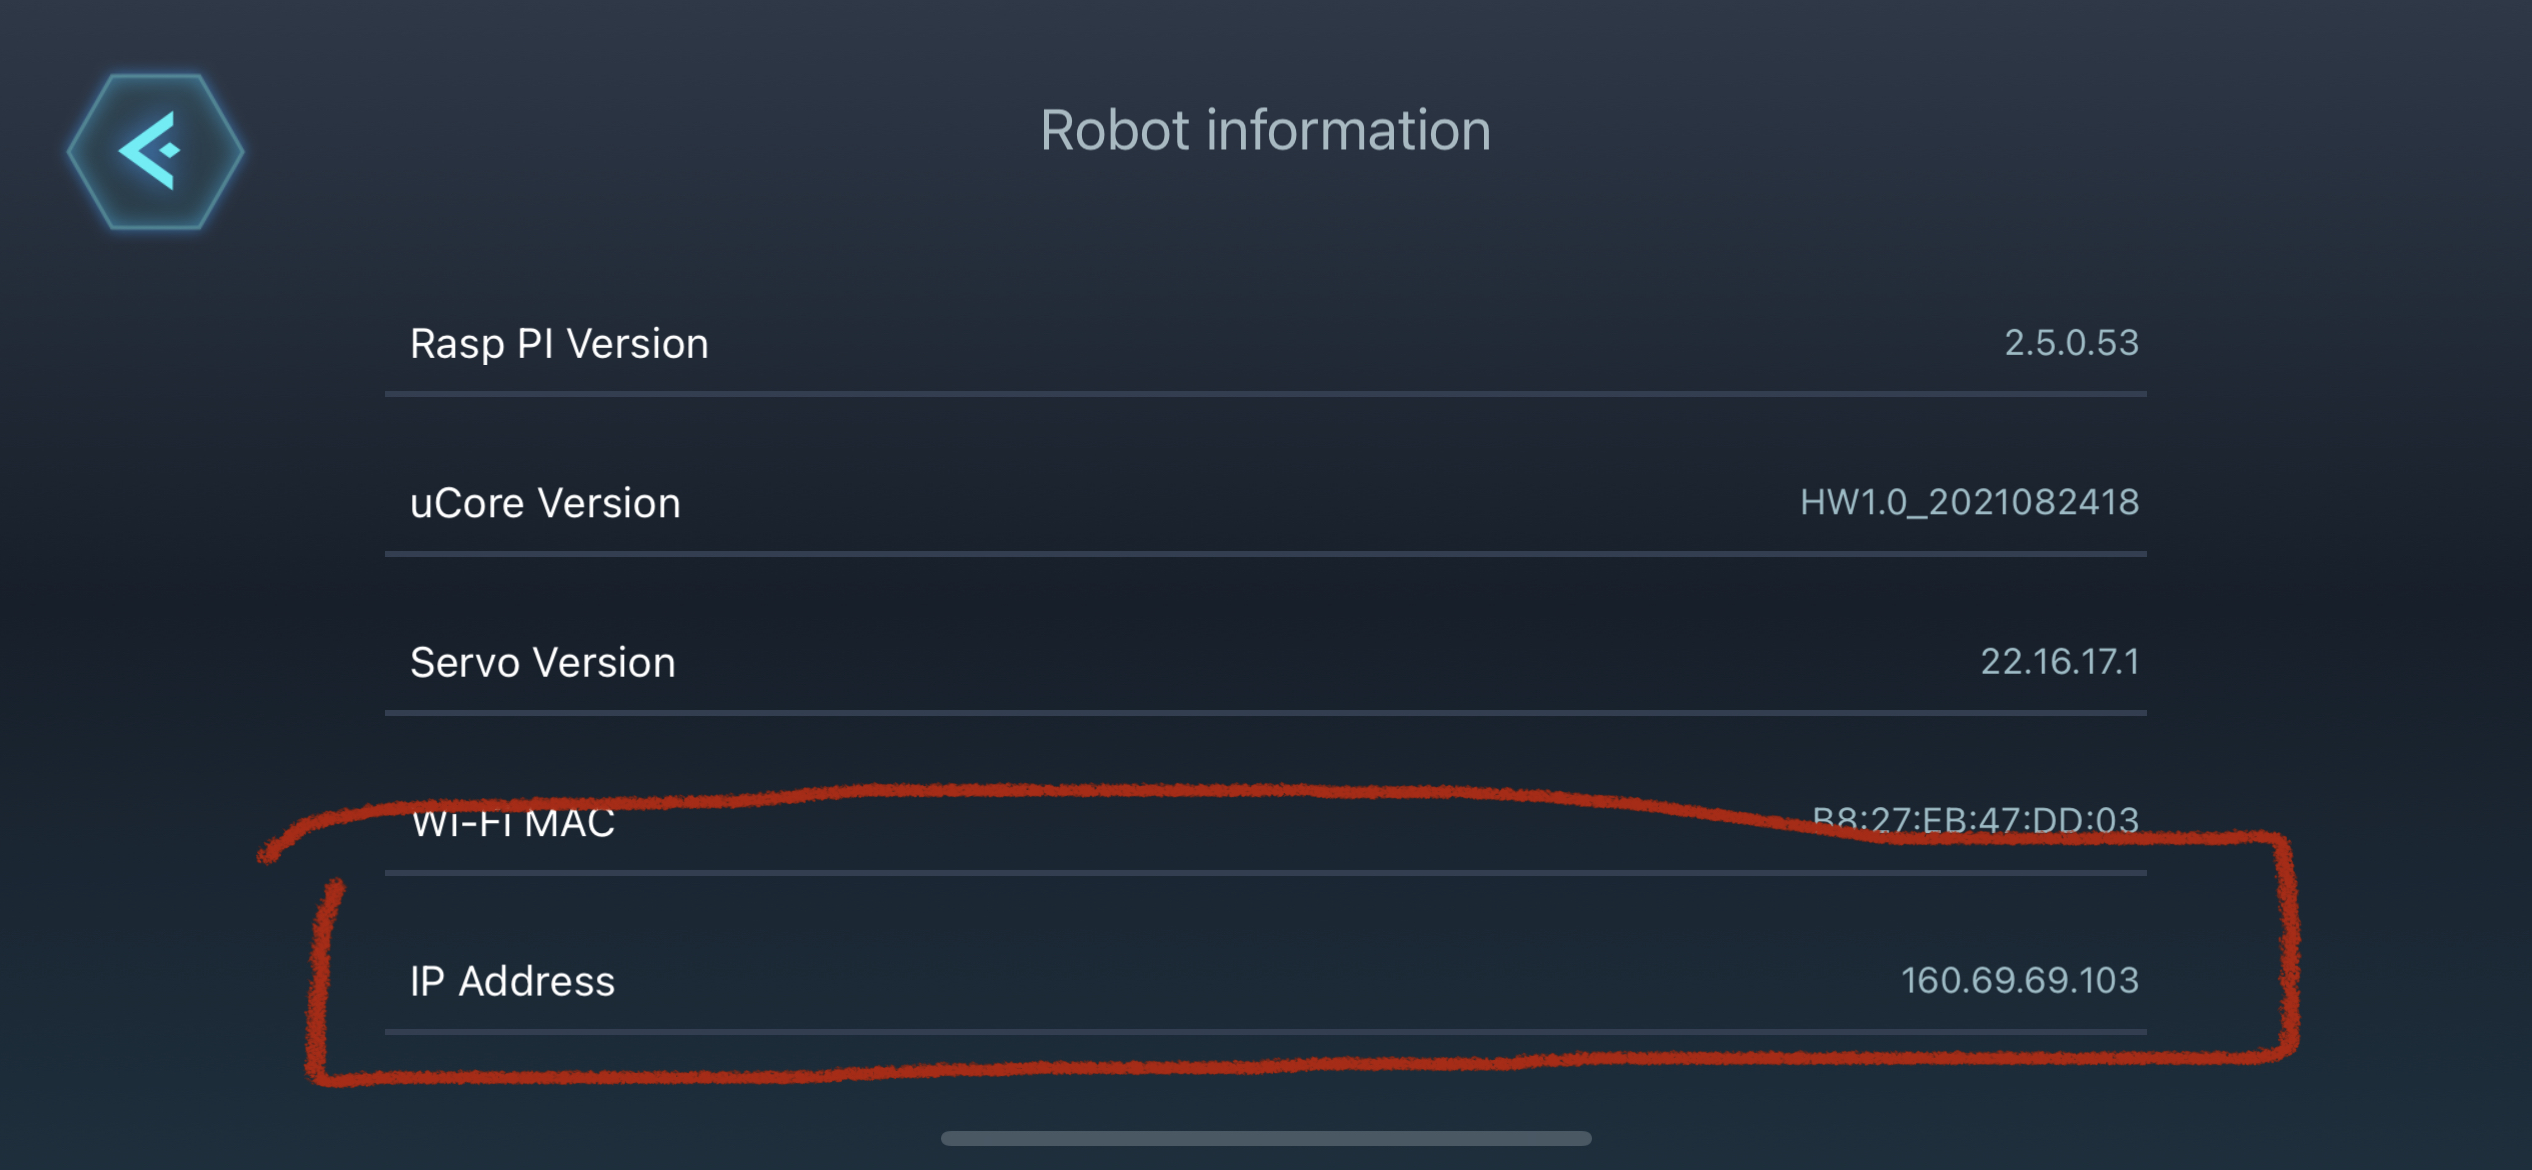 Robot information
Rasp PI Version 2.5.0.53
uCore Version HW1.0_2021082418
Servo Version 22.16.17.1
Wi-Fi MAC B8:27:EB:47:DD:03
IP Address 160.69.69.103